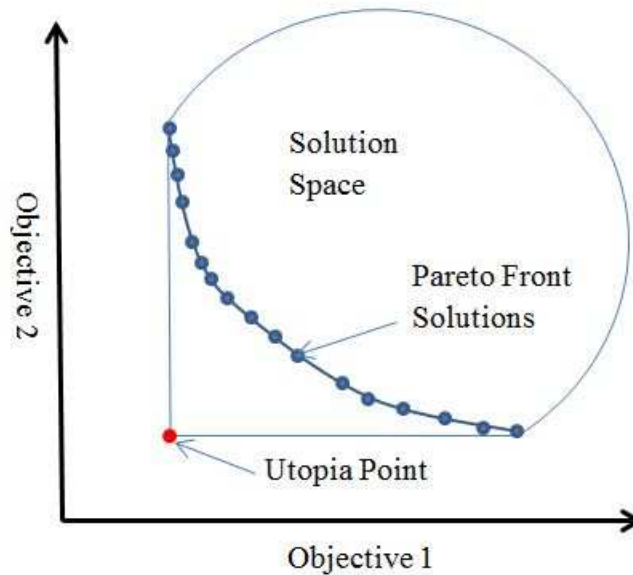 Solution
Space
Objective 2
Pareto Front
Solutions
Utopia Point
Objective 1